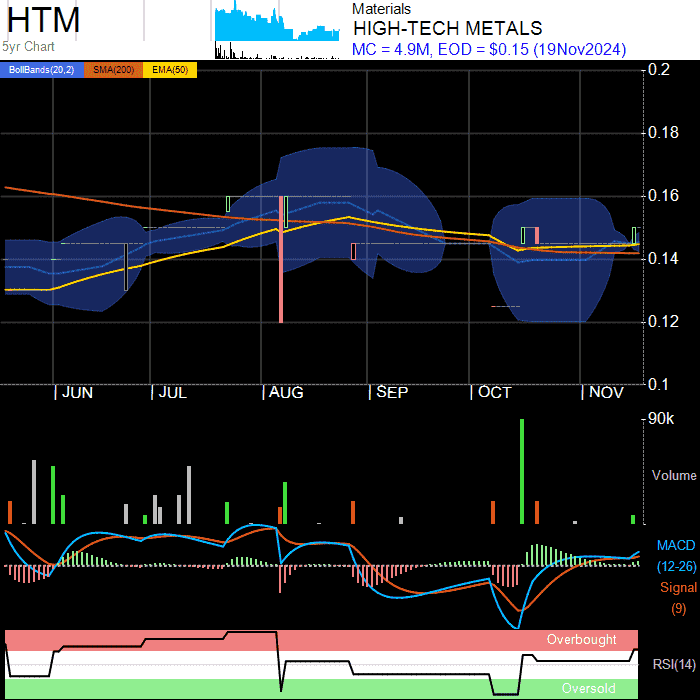 HTM
5yr Chart
Materials
HIGH-TECH METALS
MC = 4.9M, EOD = $0.15 (19Nov2024)
BollBands(20,2) SMA(200) EMA(50)
0.2
0.18
0.16
0.14
0.12
0.1
JUN JUL AUG SEP OCT NOV
90k
Volume
MACD
(12-26)
Signal
(9)
Overbought
RSI(14)
Oversold